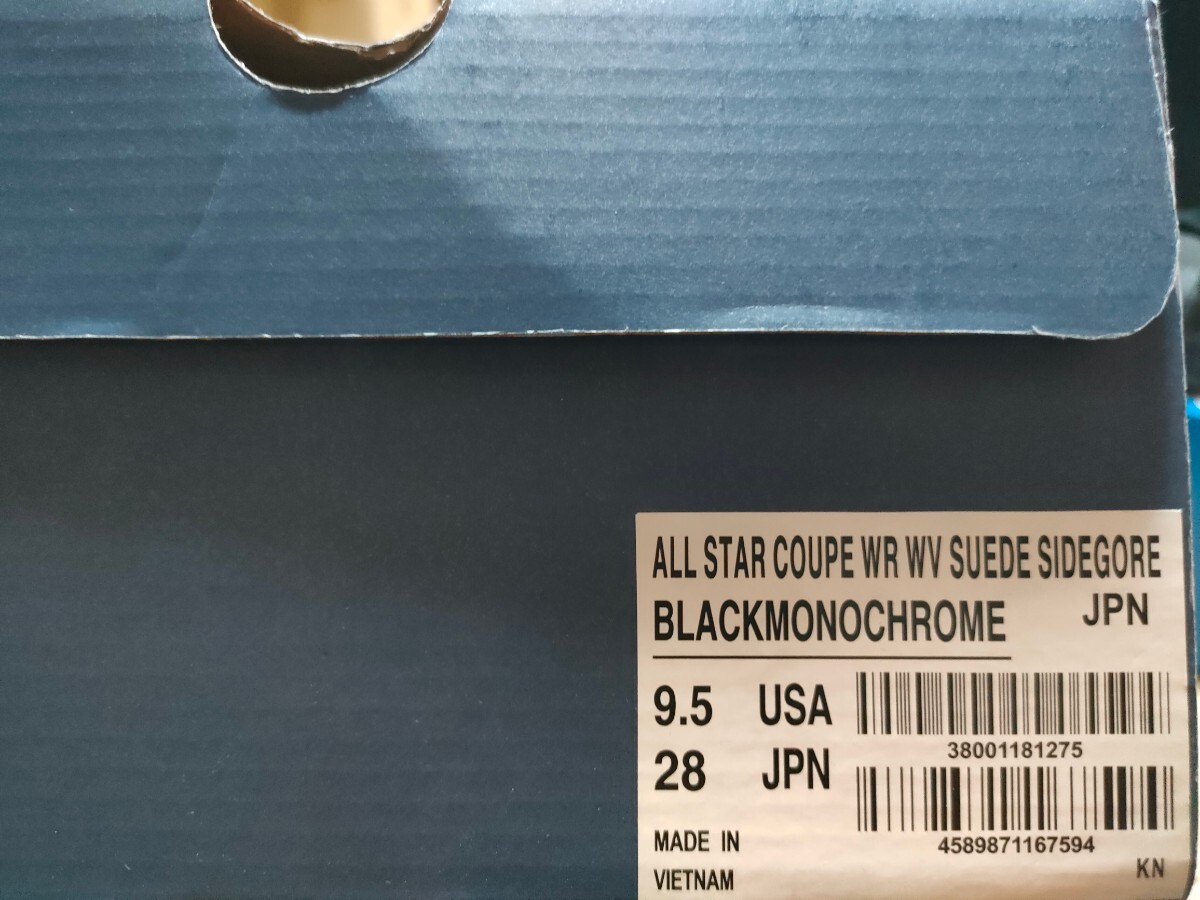 ALL STAR COUPE WR WV SUEDE SIDEGORE
BLACKMONOCHROME JPN
9.5 USA
38001181275
28 JPN
4589871167594
MADE IN
VIETNAM
KN